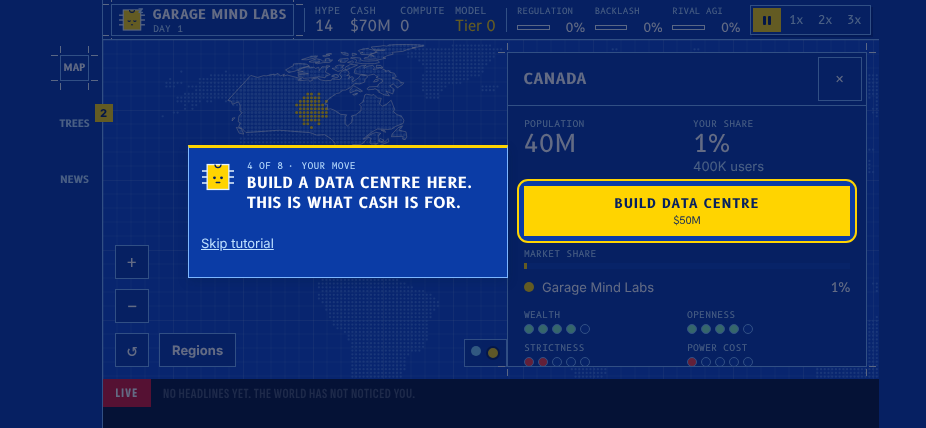 GARAGE MIND LABS
DAY 1
HYPE
14
CASH
$70M
COMPUTE
0
MODEL
Tier 0
REGULATION
0%
BACKLASH
0%
RIVAL AGI
0%
1x
2x
3x
MAP
TREES
2
NEWS
CANADA
×
POPULATION
40M
YOUR SHARE
1%
400K users
4 OF 8 · YOUR MOVE
BUILD A DATA CENTRE HERE.
THIS IS WHAT CASH IS FOR.
Skip tutorial
BUILD DATA CENTRE
$50M
MARKET SHARE
Garage Mind Labs
1%
WEALTH
OPENNESS
STRICTNESS
POWER COST
+
−
↺
Regions
LIVE
NO HEADLINES YET. THE WORLD HAS NOT NOTICED YOU.